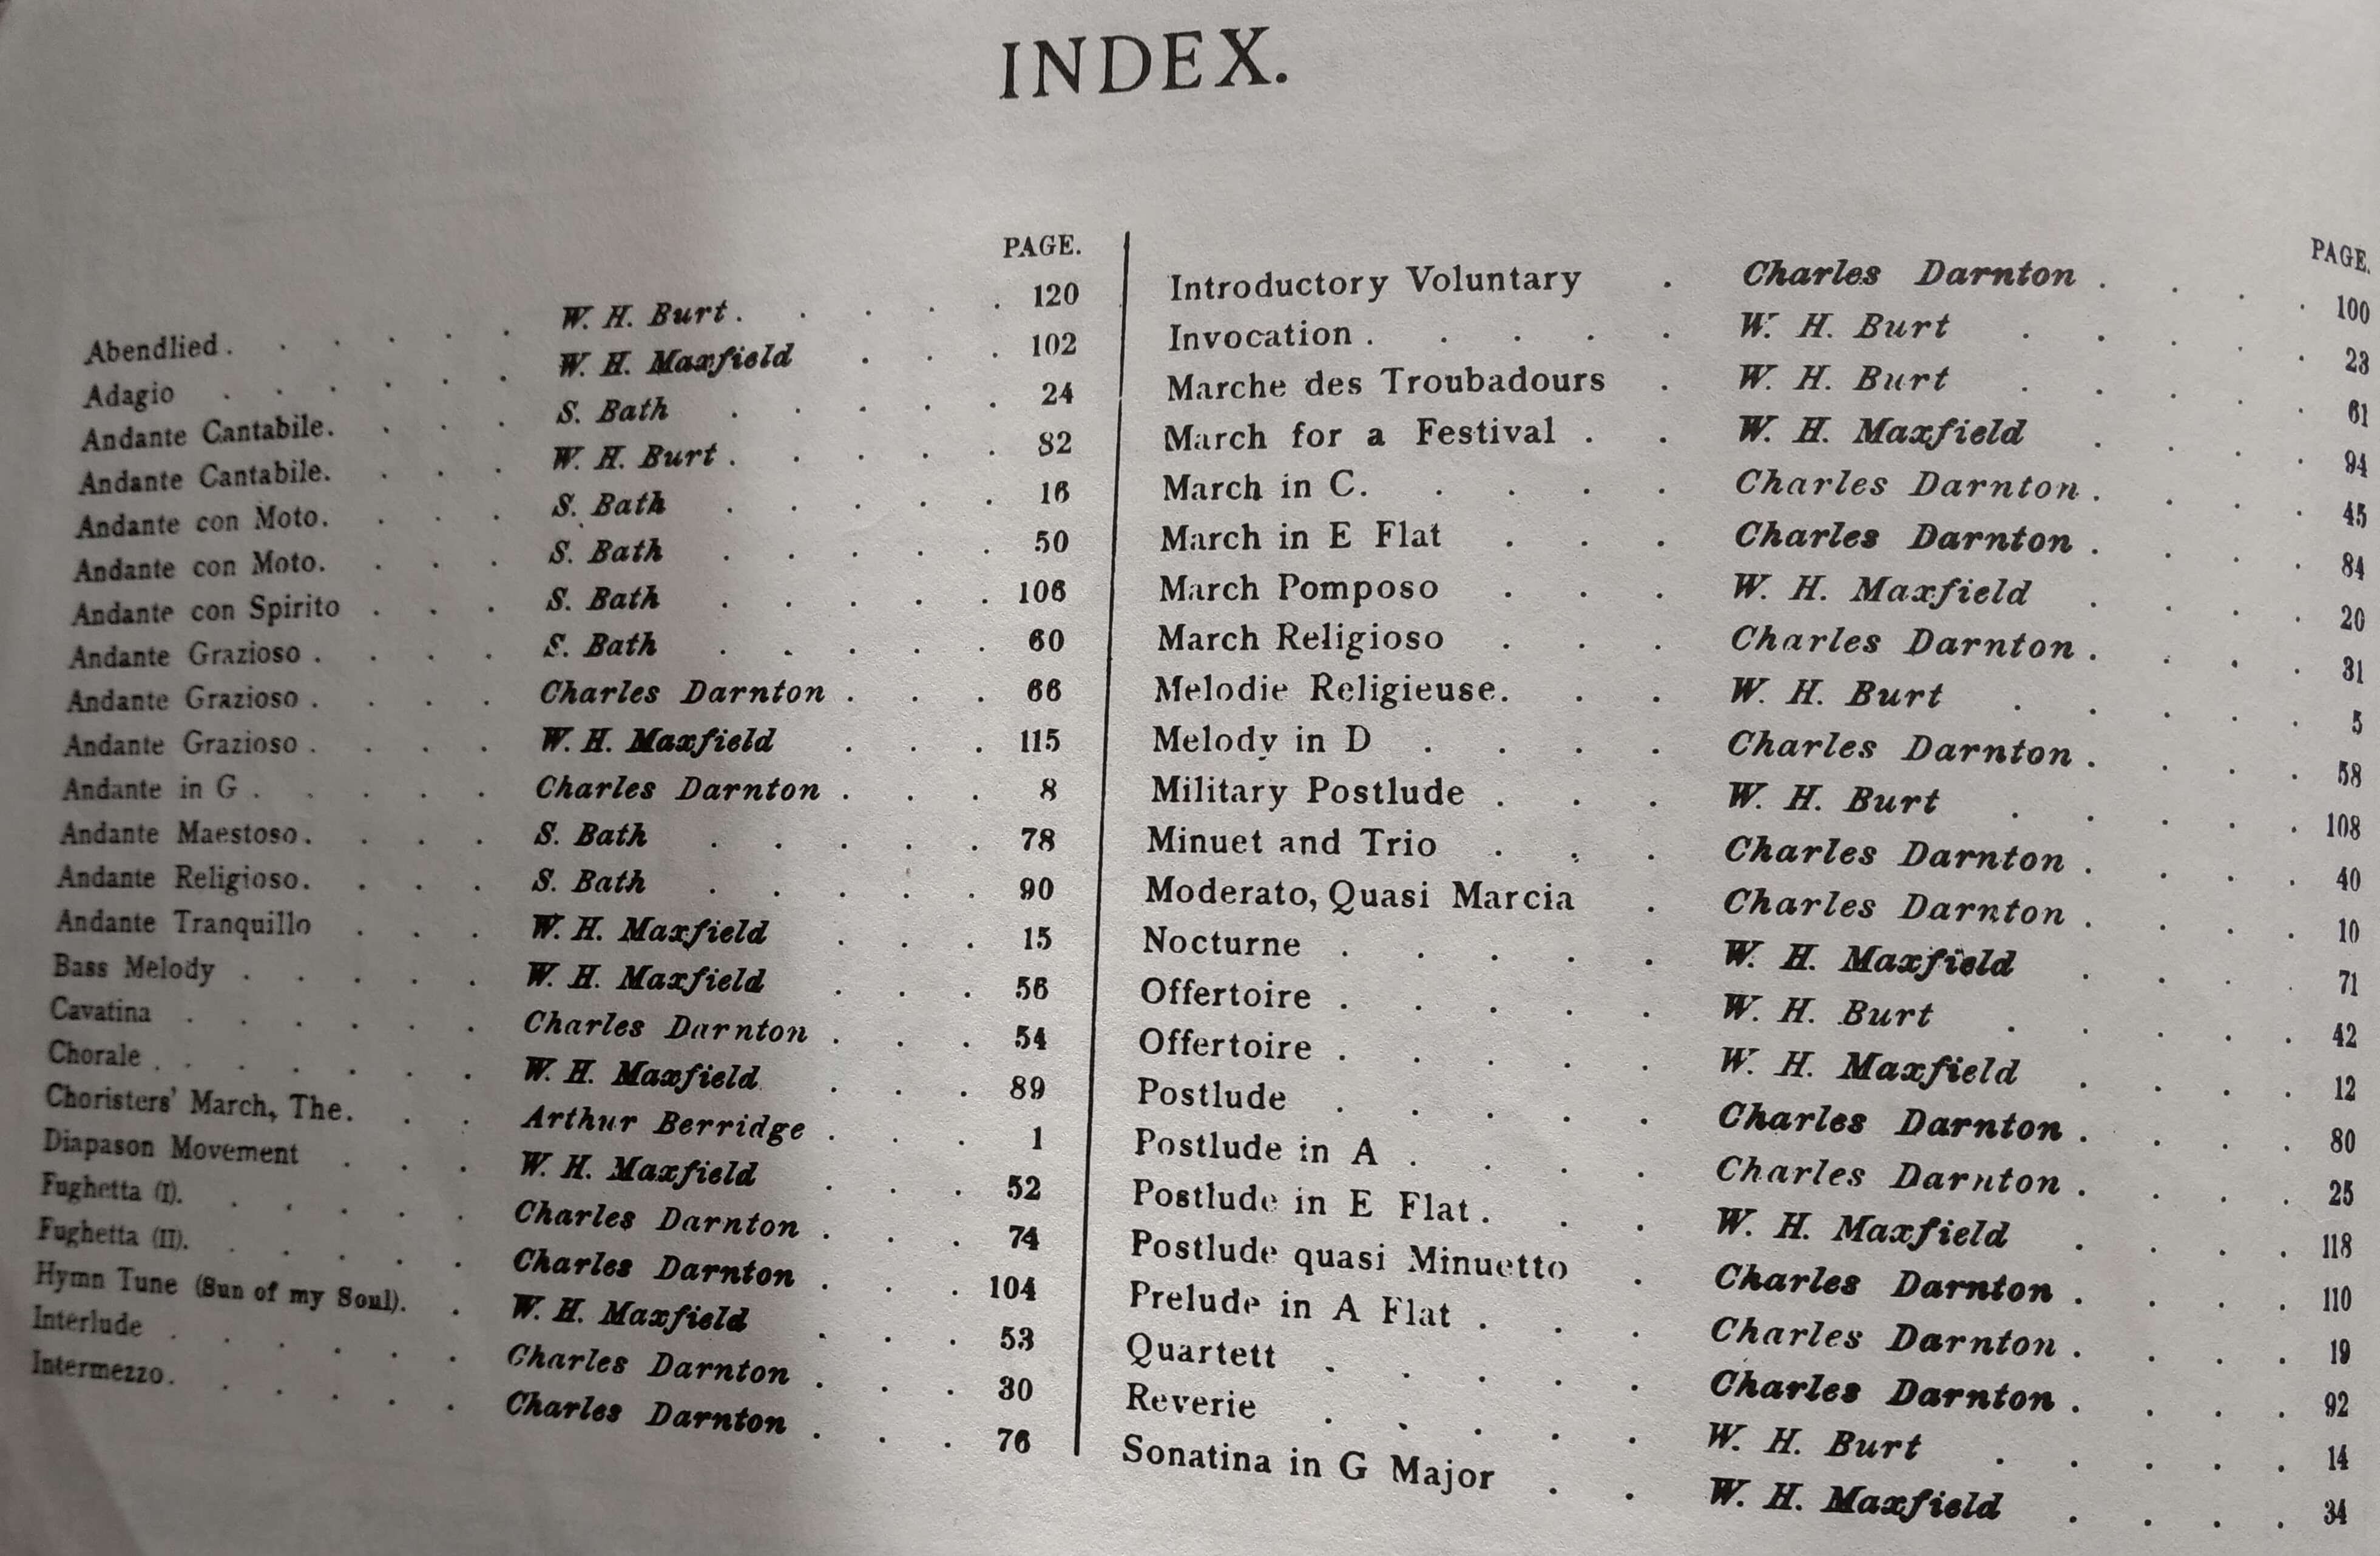 INDEX.
PAGE.
Abendlied. W. H. Burt. 120
Adagio W. H. Maxfield 102
Andante Cantabile. S. Bath 24
Andante Cantabile. W. H. Burt. 82
Andante con Moto. S. Bath 16
Andante con Moto. S. Bath 50
Andante con Spirito S. Bath 106
Andante Grazioso. S. Bath 60
Andante Grazioso. Charles Darnton 66
Andante Grazioso. W. H. Maxfield 115
Andante in G. Charles Darnton 8
Andante Maestoso. S. Bath 78
Andante Religioso. S. Bath 90
Andante Tranquillo W. H. Maxfield 15
Bass Melody W. H. Maxfield 56
Cavatina Charles Darnton 54
Chorale W. H. Maxfield 89
Choristers' March, The. Arthur Berridge 1
Diapason Movement W. H. Maxfield 52
Fughetta (I). Charles Darnton 74
Fughetta (II). Charles Darnton 104
Hymn Tune (Sun of my Soul). W. H. Maxfield 53
Interlude Charles Darnton 30
Intermezzo. Charles Darnton 76
PAGE.
Introductory Voluntary Charles Darnton 100
Invocation W. H. Burt 23
Marche des Troubadours W. H. Burt 61
March for a Festival W. H. Maxfield 94
March in C. Charles Darnton 45
March in E Flat Charles Darnton 84
March Pomposo W. H. Maxfield 20
March Religioso Charles Darnton 31
Melodie Religieuse. W. H. Burt 5
Melody in D Charles Darnton 58
Military Postlude W. H. Burt 108
Minuet and Trio Charles Darnton 40
Moderato, Quasi Marcia Charles Darnton 10
Nocturne W. H. Maxfield 71
Offertoire W. H. Burt 42
Offertoire W. H. Maxfield 12
Postlude Charles Darnton 80
Postlude in A Charles Darnton 25
Postlude in E Flat. W. H. Maxfield 118
Postlude quasi Minuetto Charles Darnton 110
Prelude in A Flat Charles Darnton 19
Quartett Charles Darnton 92
Reverie W. H. Burt 14
Sonatina in G Major W. H. Maxfield 34